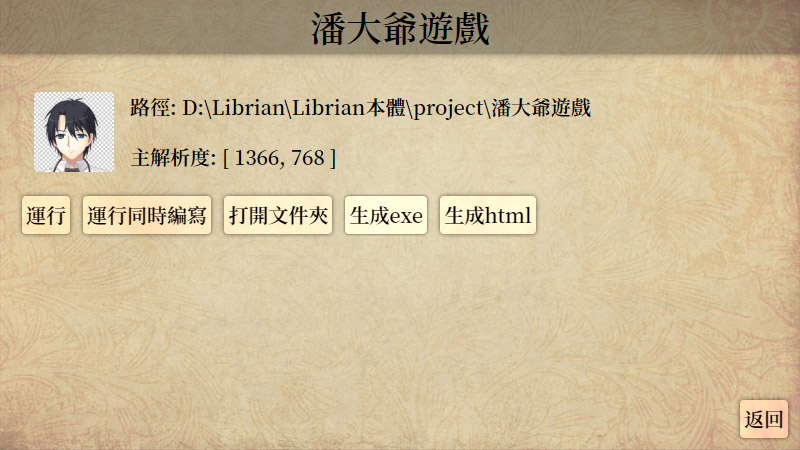 潘大爺遊戲
路徑: D:\Librian\Librian本體\project\潘大爺遊戲
主解析度: [ 1366, 768 ]
運行 運行同時編寫 打開文件夾 生成exe 生成html
返回